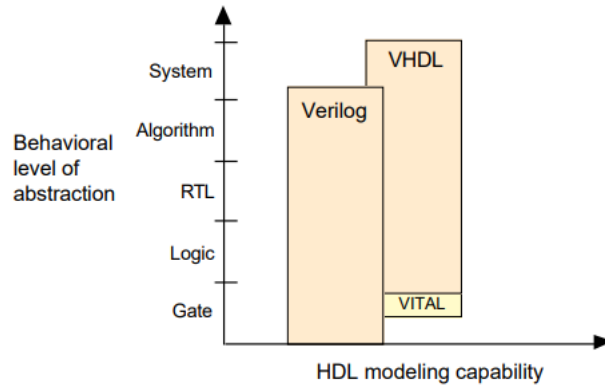 System
VHDL
Verilog
Algorithm
Behavioral
level of
abstraction
RTL
Logic
Gate
VITAL
HDL modeling capability